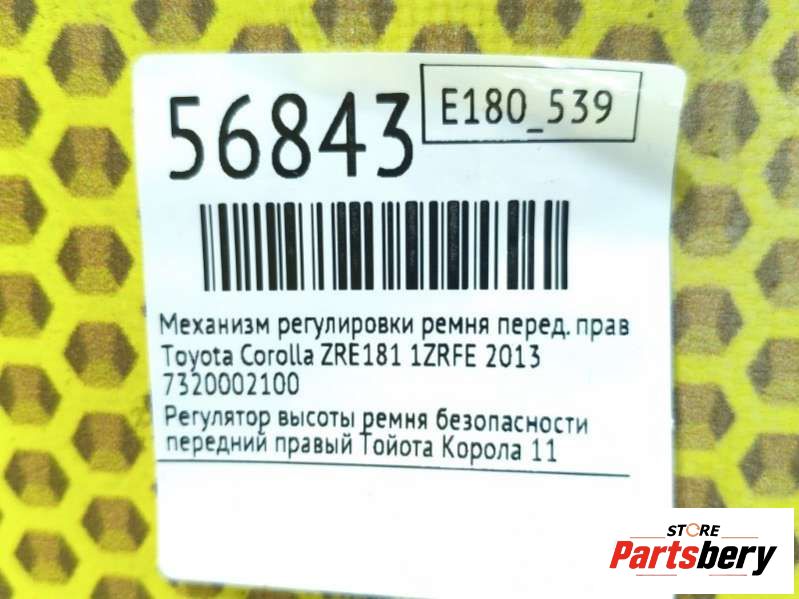 56843
E180_539
Механизм регулировки ремня перед. прав
Toyota Corolla ZRE181 1ZRFE 2013
7320002100
Регулятор высоты ремня безопасности
передний правый Тойота Корола 11
STORE
Partsbery